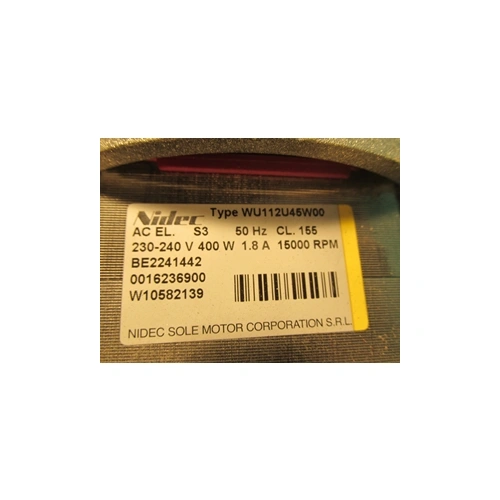 Nidec Type WU112U45W00
AC EL. S3 50 Hz CL. 155
230-240 V 400 W 1.8 A 15000 RPM
BE2241442
0016236900
W10582139
NIDEC SOLE MOTOR CORPORATION S.R.L.